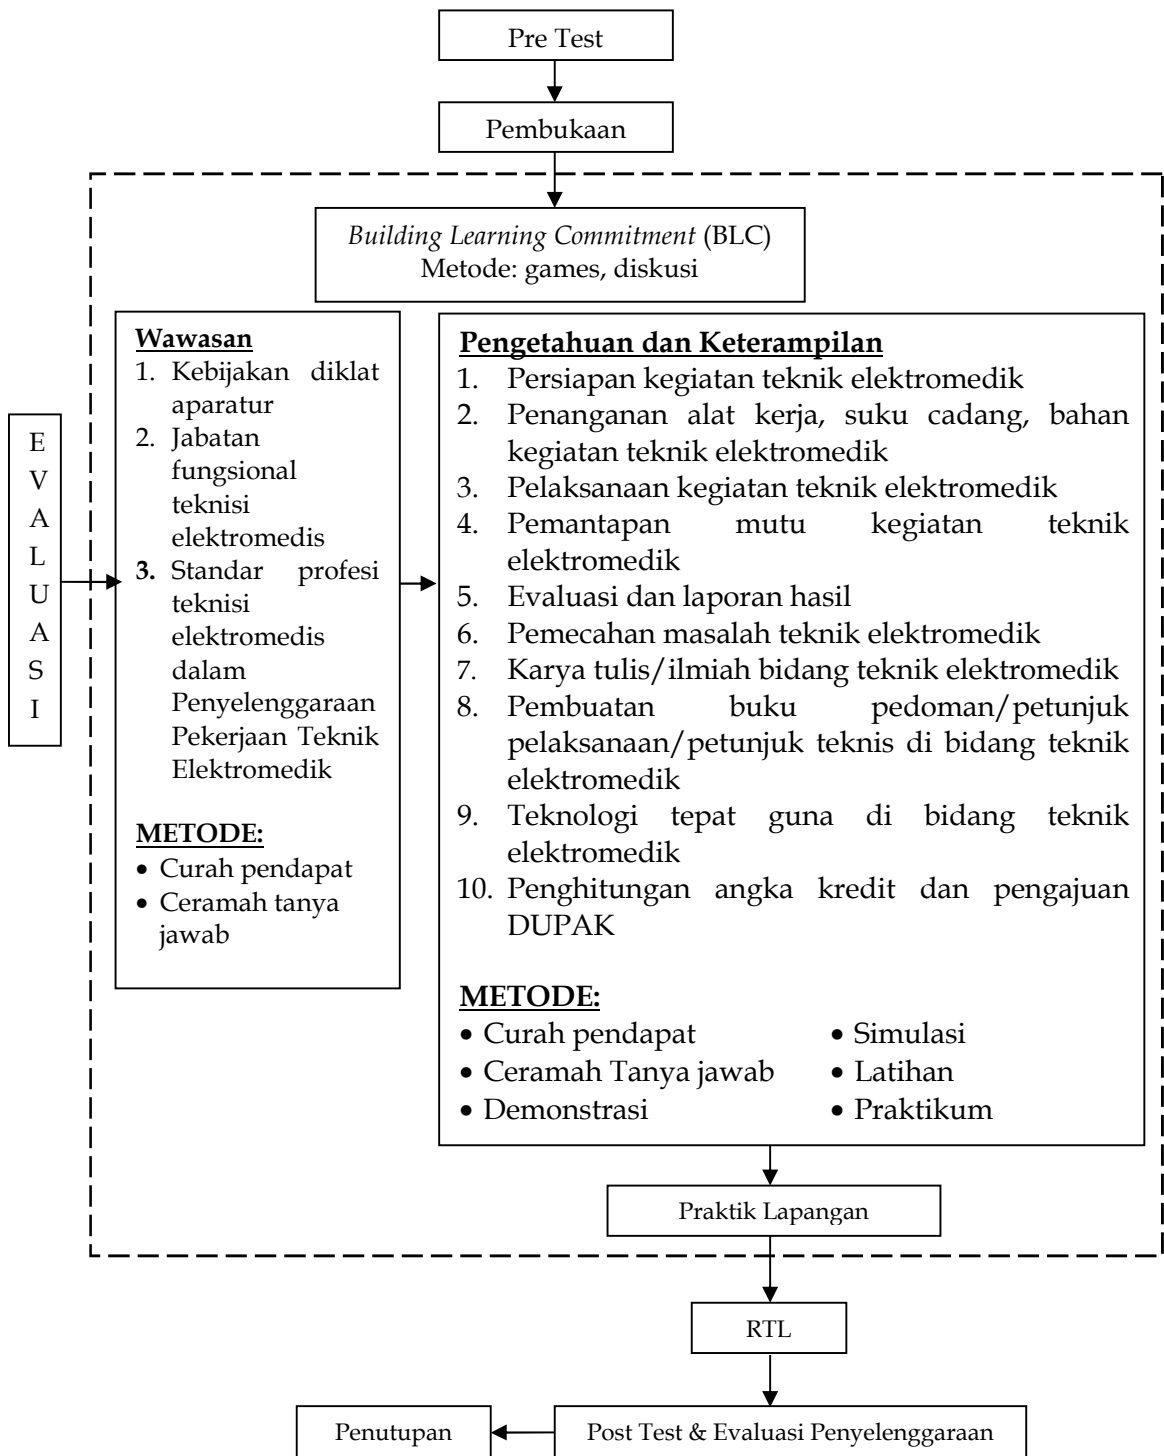 Pre Test
Pembukaan
Building Learning Commitment (BLC)
Metode: games, diskusi
E
V
A
L
U
A
S
I
Wawasan
1. Kebijakan diklat
aparatur
2. Jabatan
fungsional
teknisi
elektromedis
3. Standar profesi
teknisi
elektromedis
dalam
Penyelenggaraan
Pekerjaan Teknik
Elektromedik
METODE:
• Curah pendapat
• Ceramah tanya
jawab
Pengetahuan dan Keterampilan
1. Persiapan kegiatan teknik elektromedik
2. Penanganan alat kerja, suku cadang, bahan
kegiatan teknik elektromedik
3. Pelaksanaan kegiatan teknik elektromedik
4. Pemantapan mutu kegiatan teknik
elektromedik
5. Evaluasi dan laporan hasil
6. Pemecahan masalah teknik elektromedik
7. Karya tulis/ilmiah bidang teknik elektromedik
8. Pembuatan buku pedoman/petunjuk
pelaksanaan/petunjuk teknis di bidang teknik
elektromedik
9. Teknologi tepat guna di bidang teknik
elektromedik
10. Penghitungan angka kredit dan pengajuan
DUPAK
METODE:
• Curah pendapat
• Ceramah Tanya jawab
• Demonstrasi
• Simulasi
• Latihan
• Praktikum
Praktik Lapangan
RTL
Post Test & Evaluasi Penyelenggaraan
Penutupan